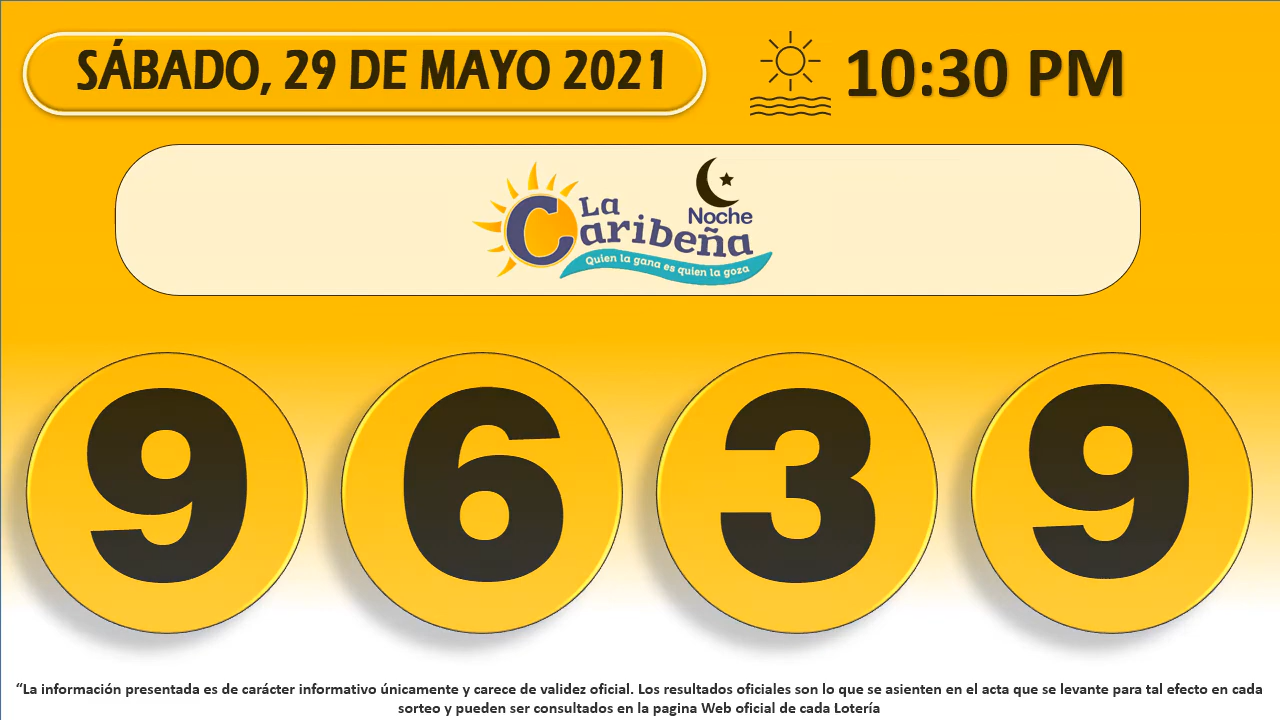 SÁBADO, 29 DE MAYO 2021
10:30 PM
La
Noche
Caribeña
Quien la gana es quien la goza
9 6 3 9
“La información presentada es de carácter informativo únicamente y carece de validez oficial. Los resultados oficiales son lo que se asienten en el acta que se levante para tal efecto en cada
sorteo y pueden ser consultados en la pagina Web oficial de cada Lotería